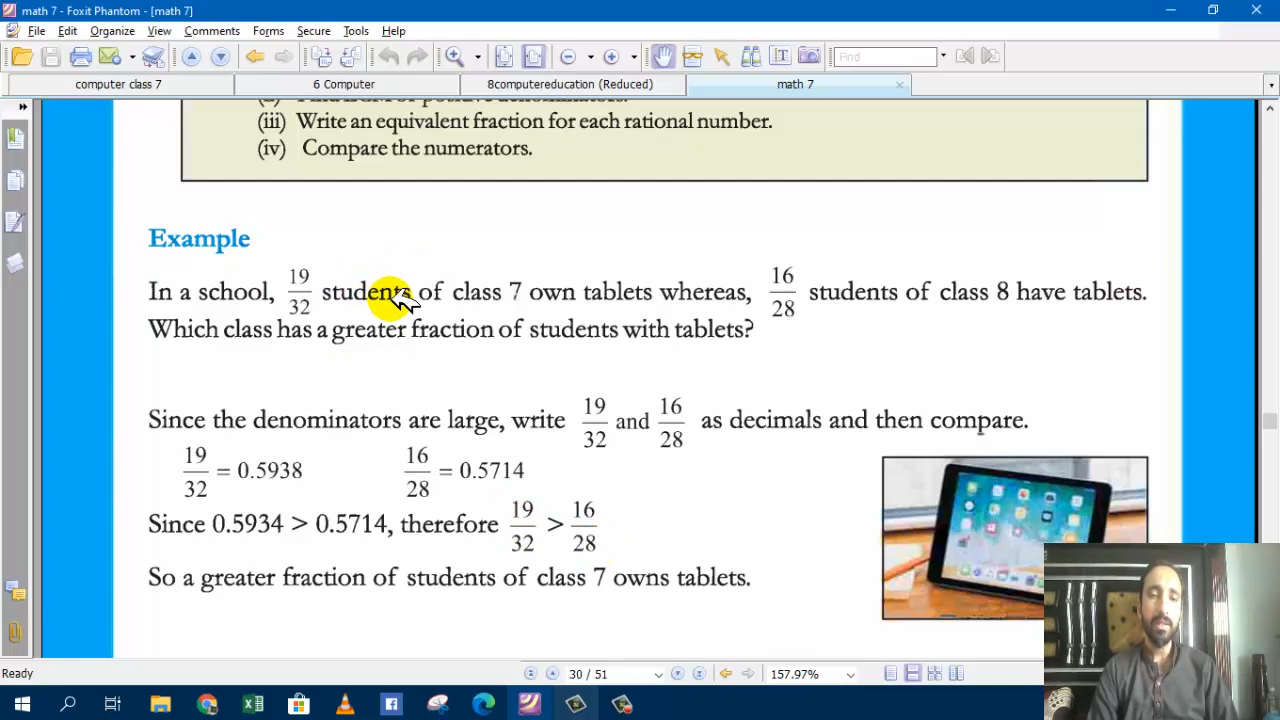 math 7 - Foxit Phantom - [math 7]
File Edit Organize View Comments Forms Secure Tools Help
Find
computer class 7 6 Computer 8computereducation (Reduced) math 7
(iii) Write an equivalent fraction for each rational number.
(iv) Compare the numerators.
Example
In a school, 19/32 students of class 7 own tablets whereas, 16/28 students of class 8 have tablets.
Which class has a greater fraction of students with tablets?
Since the denominators are large, write 19/32 and 16/28 as decimals and then compare.
19/32 = 0.5938 16/28 = 0.5714
Since 0.5934 > 0.5714, therefore 19/32 > 16/28
So a greater fraction of students of class 7 owns tablets.
Ready 30 / 51 157.97%